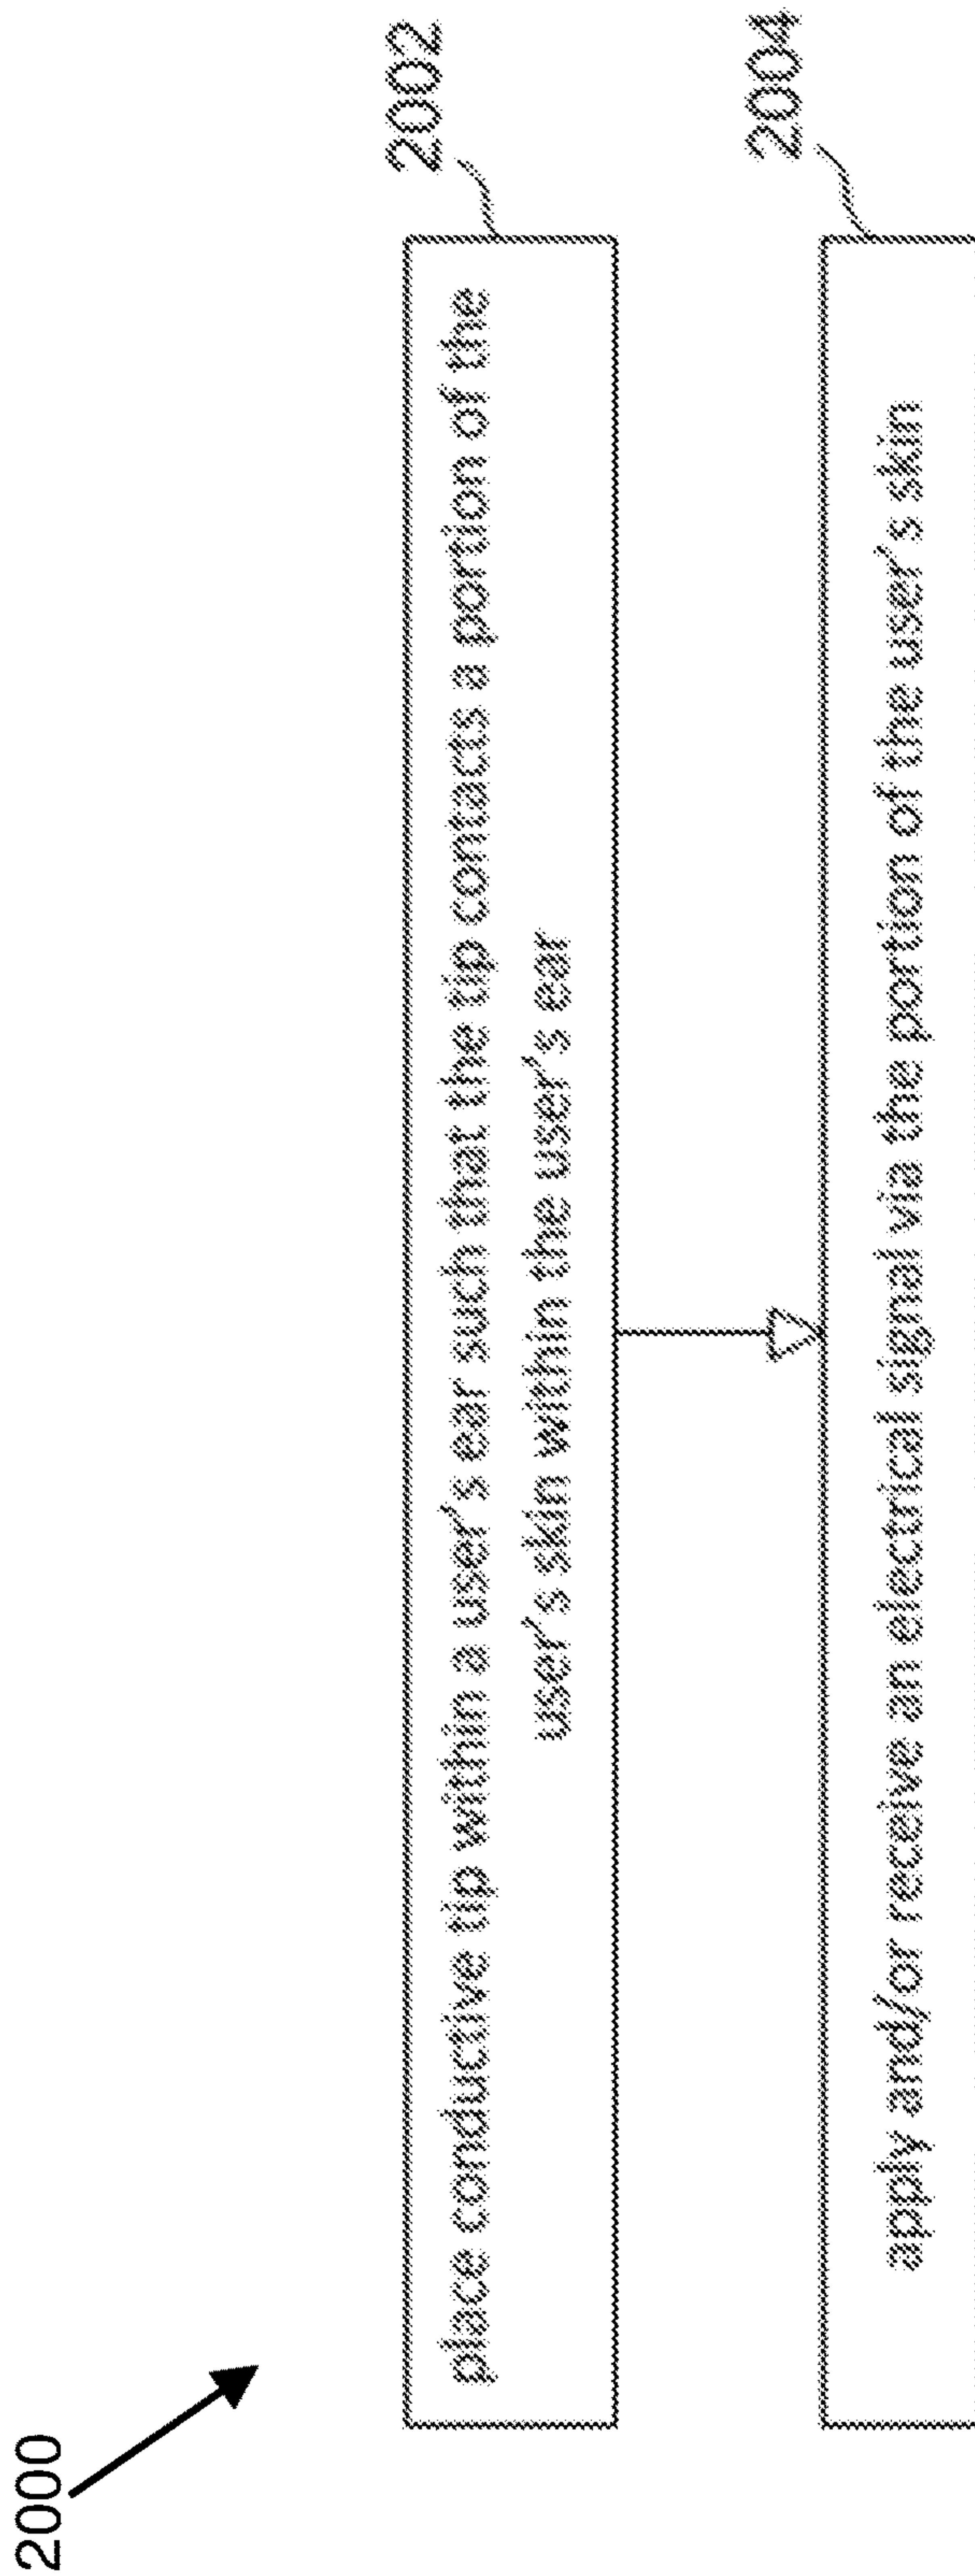 2000
place conductive tip within a user's ear such that the tip contacts a portion of the
user's skin within the user's ear
2002
apply and/or receive an electrical signal via the portion of the user's skin
2004